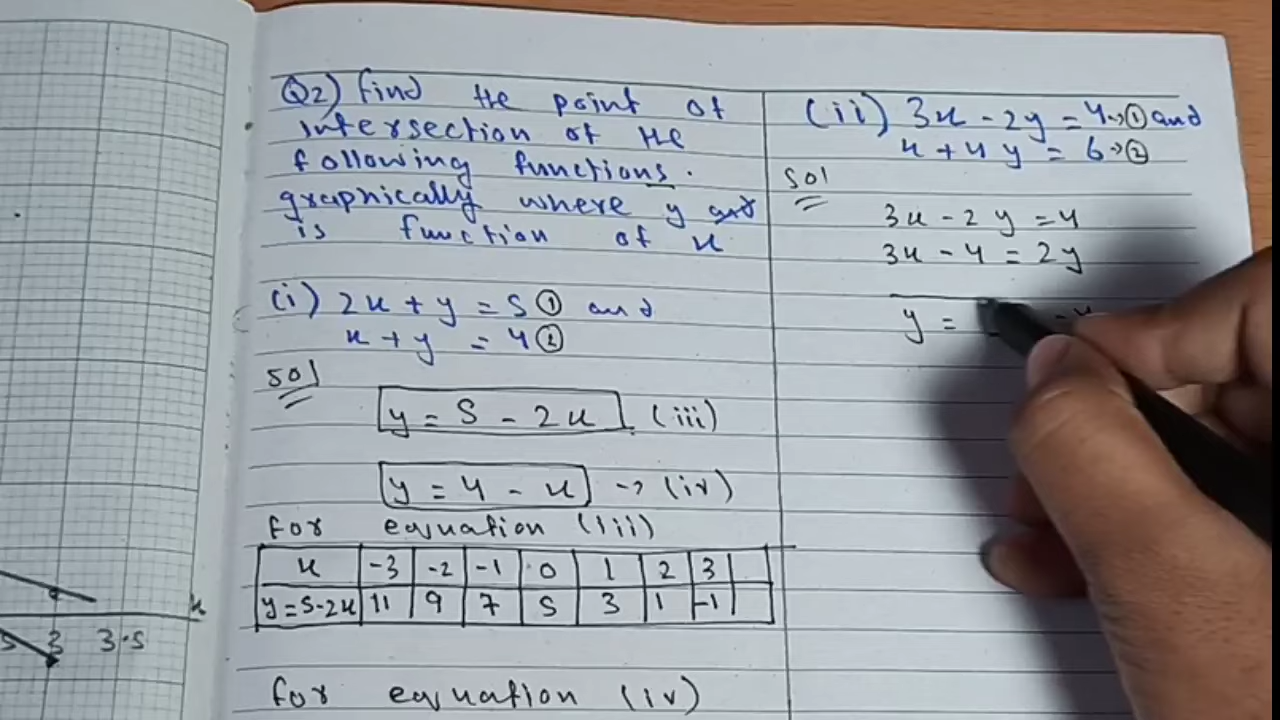 Q2) Find the point of
intersection of the
following functions.
graphically where y
is function of x
(i) 2x + y = 5 ① and
x + y = 4 ②
Sol
y = 5 - 2x (iii)
y = 4 - x → (iv)
for equation (iii)
x -3 -2 -1 0 1 2 3
y=5-2x 11 9 7 5 3 1 -1
for equation (iv)
(ii) 3x - 2y = 4 → ① and
x + 4y = 6 → ②
Sol
3x - 2y = 4
3x - 4 = 2y
y =
x
3 3.5